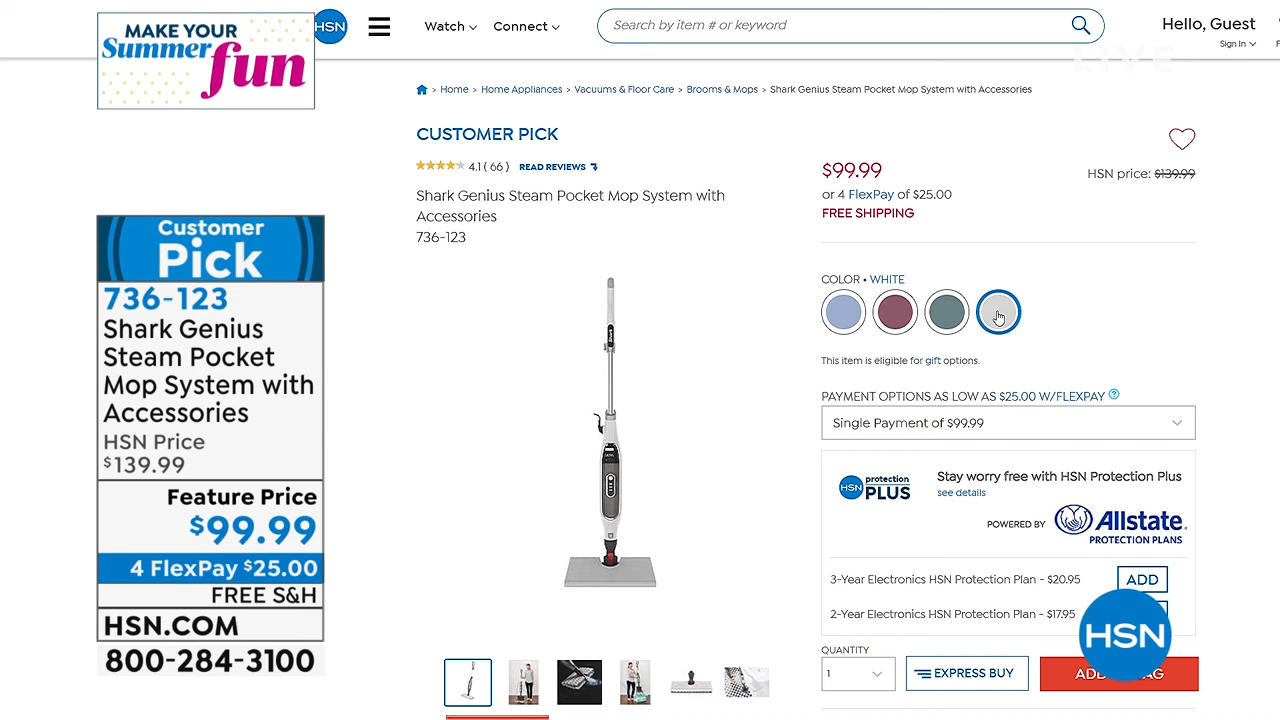 MAKE YOUR
Summer
fun
HSN
Watch
Connect
Search by item # or keyword
Hello, Guest
Sign In
LIVE
Home > Home Appliances > Vacuums & Floor Care > Brooms & Mops > Shark Genius Steam Pocket Mop System with Accessories
CUSTOMER PICK
4.1 ( 66 ) READ REVIEWS
Shark Genius Steam Pocket Mop System with
Accessories
736-123
$99.99
HSN price: $139.99
or 4 FlexPay of $25.00
FREE SHIPPING
COLOR • WHITE
This item is eligible for gift options.
PAYMENT OPTIONS AS LOW AS $25.00 W/FLEXPAY ?
Single Payment of $99.99
HSN protection PLUS
Stay worry free with HSN Protection Plus
see details
POWERED BY Allstate.
PROTECTION PLANS
3-Year Electronics HSN Protection Plan - $20.95
ADD
2-Year Electronics HSN Protection Plan - $17.95
QUANTITY
1
EXPRESS BUY
HSN
Customer
Pick
736-123
Shark Genius
Steam Pocket
Mop System with
Accessories
HSN Price
$139.99
Feature Price
$99.99
4 FlexPay $25.00
FREE S&H
HSN.COM
800-284-3100